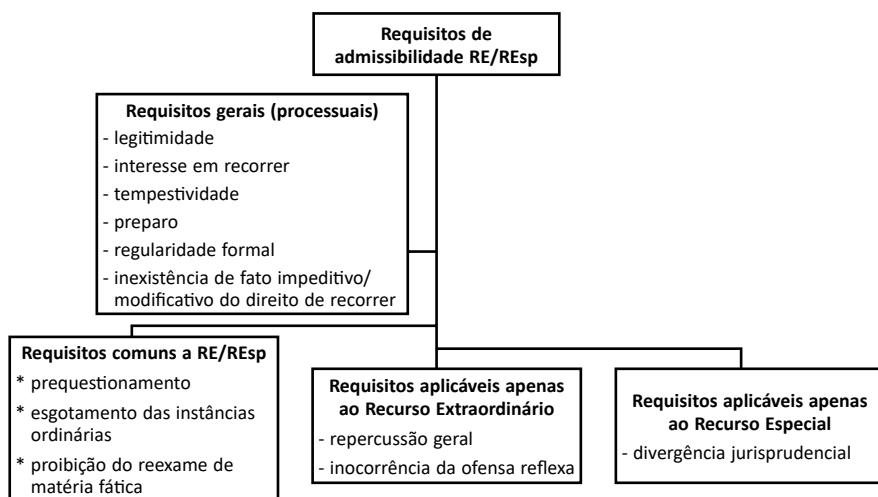 Requisitos de
admissibilidade RE/REsp
Requisitos gerais (processuais)
- legitimidade
- interesse em recorrer
- tempestividade
- preparo
- regularidade formal
- inexistência de fato impeditivo/
modificativo do direito de recorrer
Requisitos comuns a RE/REsp
* prequestionamento
* esgotamento das instâncias
ordinárias
* proibição do reexame de
matéria fática
Requisitos aplicáveis apenas
ao Recurso Extraordinário
- repercussão geral
- inocorrência da ofensa reflexa
Requisitos aplicáveis apenas
ao Recurso Especial
- divergência jurisprudencial